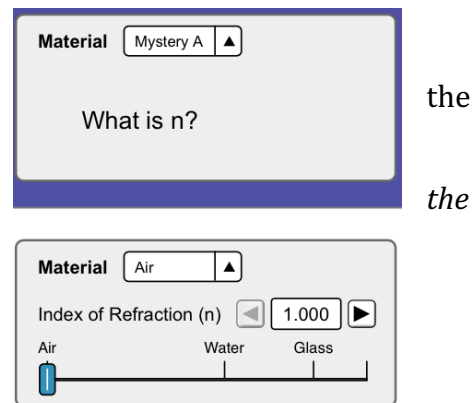 Material Mystery A ▲
What is n?
the
the
Material Air ▲
Index of Refraction (n) ◀ 1.000 ▶
Air Water Glass